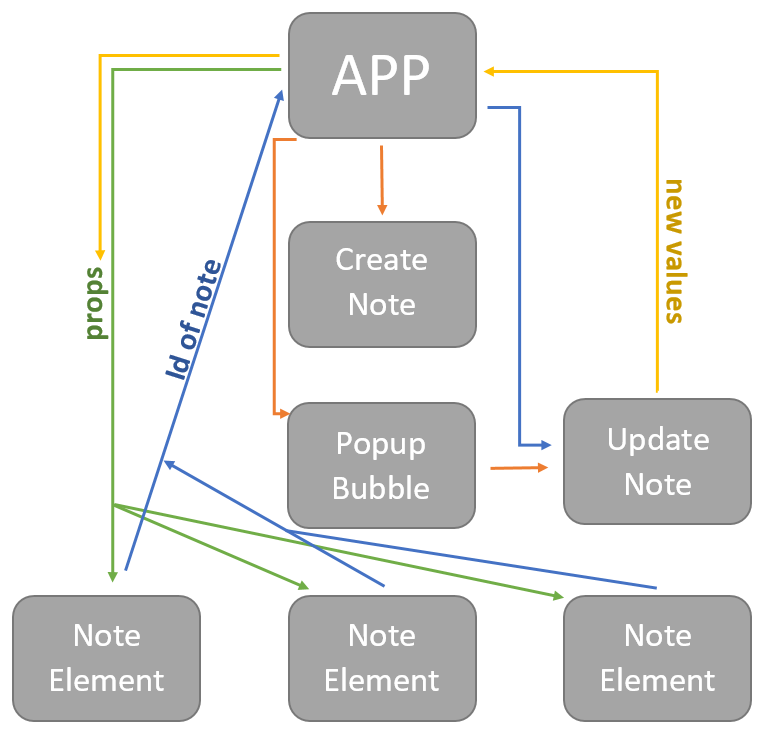 APP
new values
Create
Note
props
Id of note
Popup
Bubble
Update
Note
Note
Element
Note
Element
Note
Element